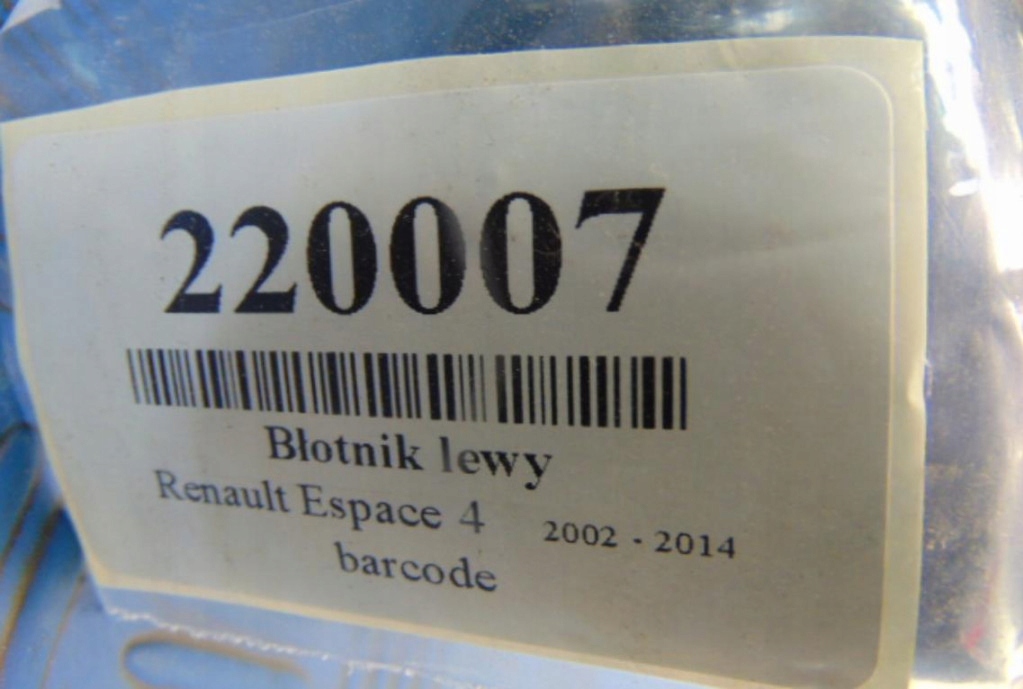 220007
Błotnik lewy
Renault Espace 4 2002 - 2014
barcode